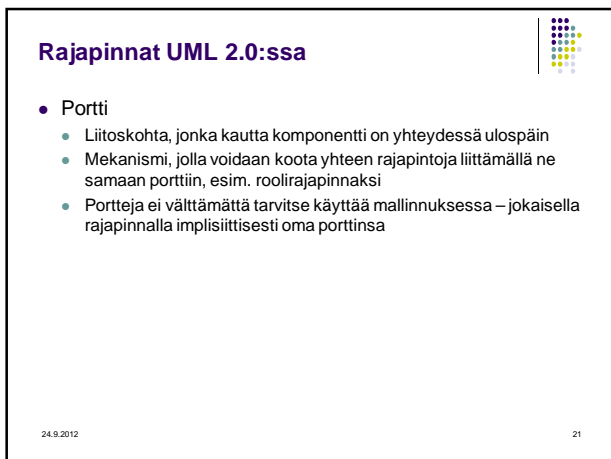 Rajapinnat UML 2.0:ssa
Portti
Liitoskohta, jonka kautta komponentti on yhteydessä ulospäin
Mekanismi, jolla voidaan koota yhteen rajapintoja liittämällä ne
samaan porttiin, esim. roolirajapinnaksi
Portteja ei välttämättä tarvitse käyttää mallinnuksessa – jokaisella
rajapinnalla implisiittisesti oma porttinsa
24.9.2012
21